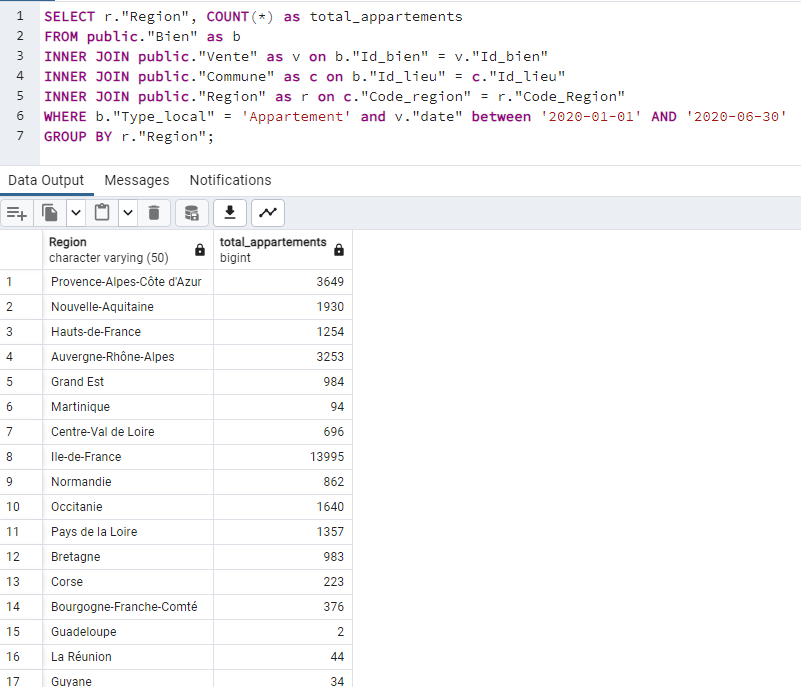 1 SELECT r."Region", COUNT(*) as total_appartements
2 FROM public."Bien" as b
3 INNER JOIN public."Vente" as v on b."Id_bien" = v."Id_bien"
4 INNER JOIN public."Commune" as c on b."Id_lieu" = c."Id_lieu"
5 INNER JOIN public."Region" as r on c."Code_region" = r."Code_Region"
6 WHERE b."Type_local" = 'Appartement' and v."date" between '2020-01-01' AND '2020-06-30'
7 GROUP BY r."Region";
Data Output Messages Notifications
Region total_appartements
character varying (50) bigint
1 Provence-Alpes-Côte d'Azur 3649
2 Nouvelle-Aquitaine 1930
3 Hauts-de-France 1254
4 Auvergne-Rhône-Alpes 3253
5 Grand Est 984
6 Martinique 94
7 Centre-Val de Loire 696
8 Ile-de-France 13995
9 Normandie 862
10 Occitanie 1640
11 Pays de la Loire 1357
12 Bretagne 983
13 Corse 223
14 Bourgogne-Franche-Comté 376
15 Guadeloupe 2
16 La Réunion 44
17 Guyane 34